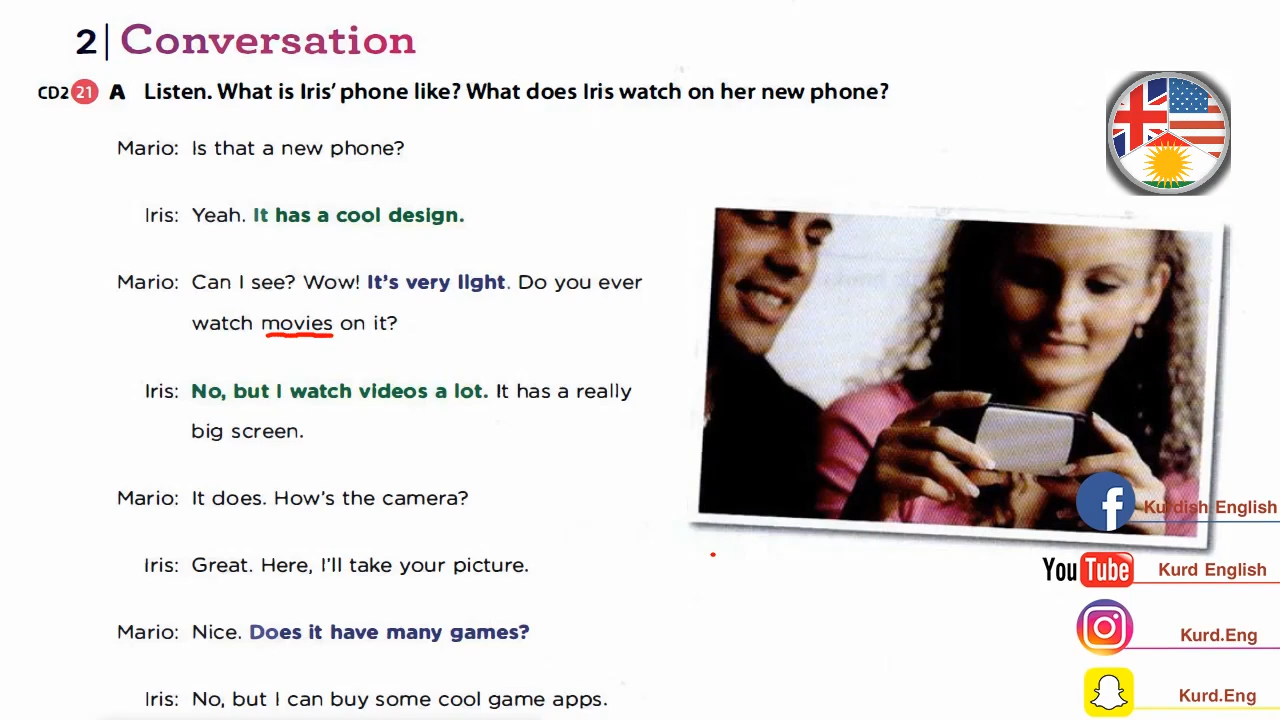 2 | Conversation
CD2 21 A Listen. What is Iris' phone like? What does Iris watch on her new phone?
Mario: Is that a new phone?
Iris: Yeah. It has a cool design.
Mario: Can I see? Wow! It's very light. Do you ever
watch movies on it?
Iris: No, but I watch videos a lot. It has a really
big screen.
Mario: It does. How's the camera?
Iris: Great. Here, I'll take your picture.
Mario: Nice. Does it have many games?
Iris: No, but I can buy some cool game apps.
f Kurdish English
YouTube Kurd English
Kurd.Eng
Kurd.Eng